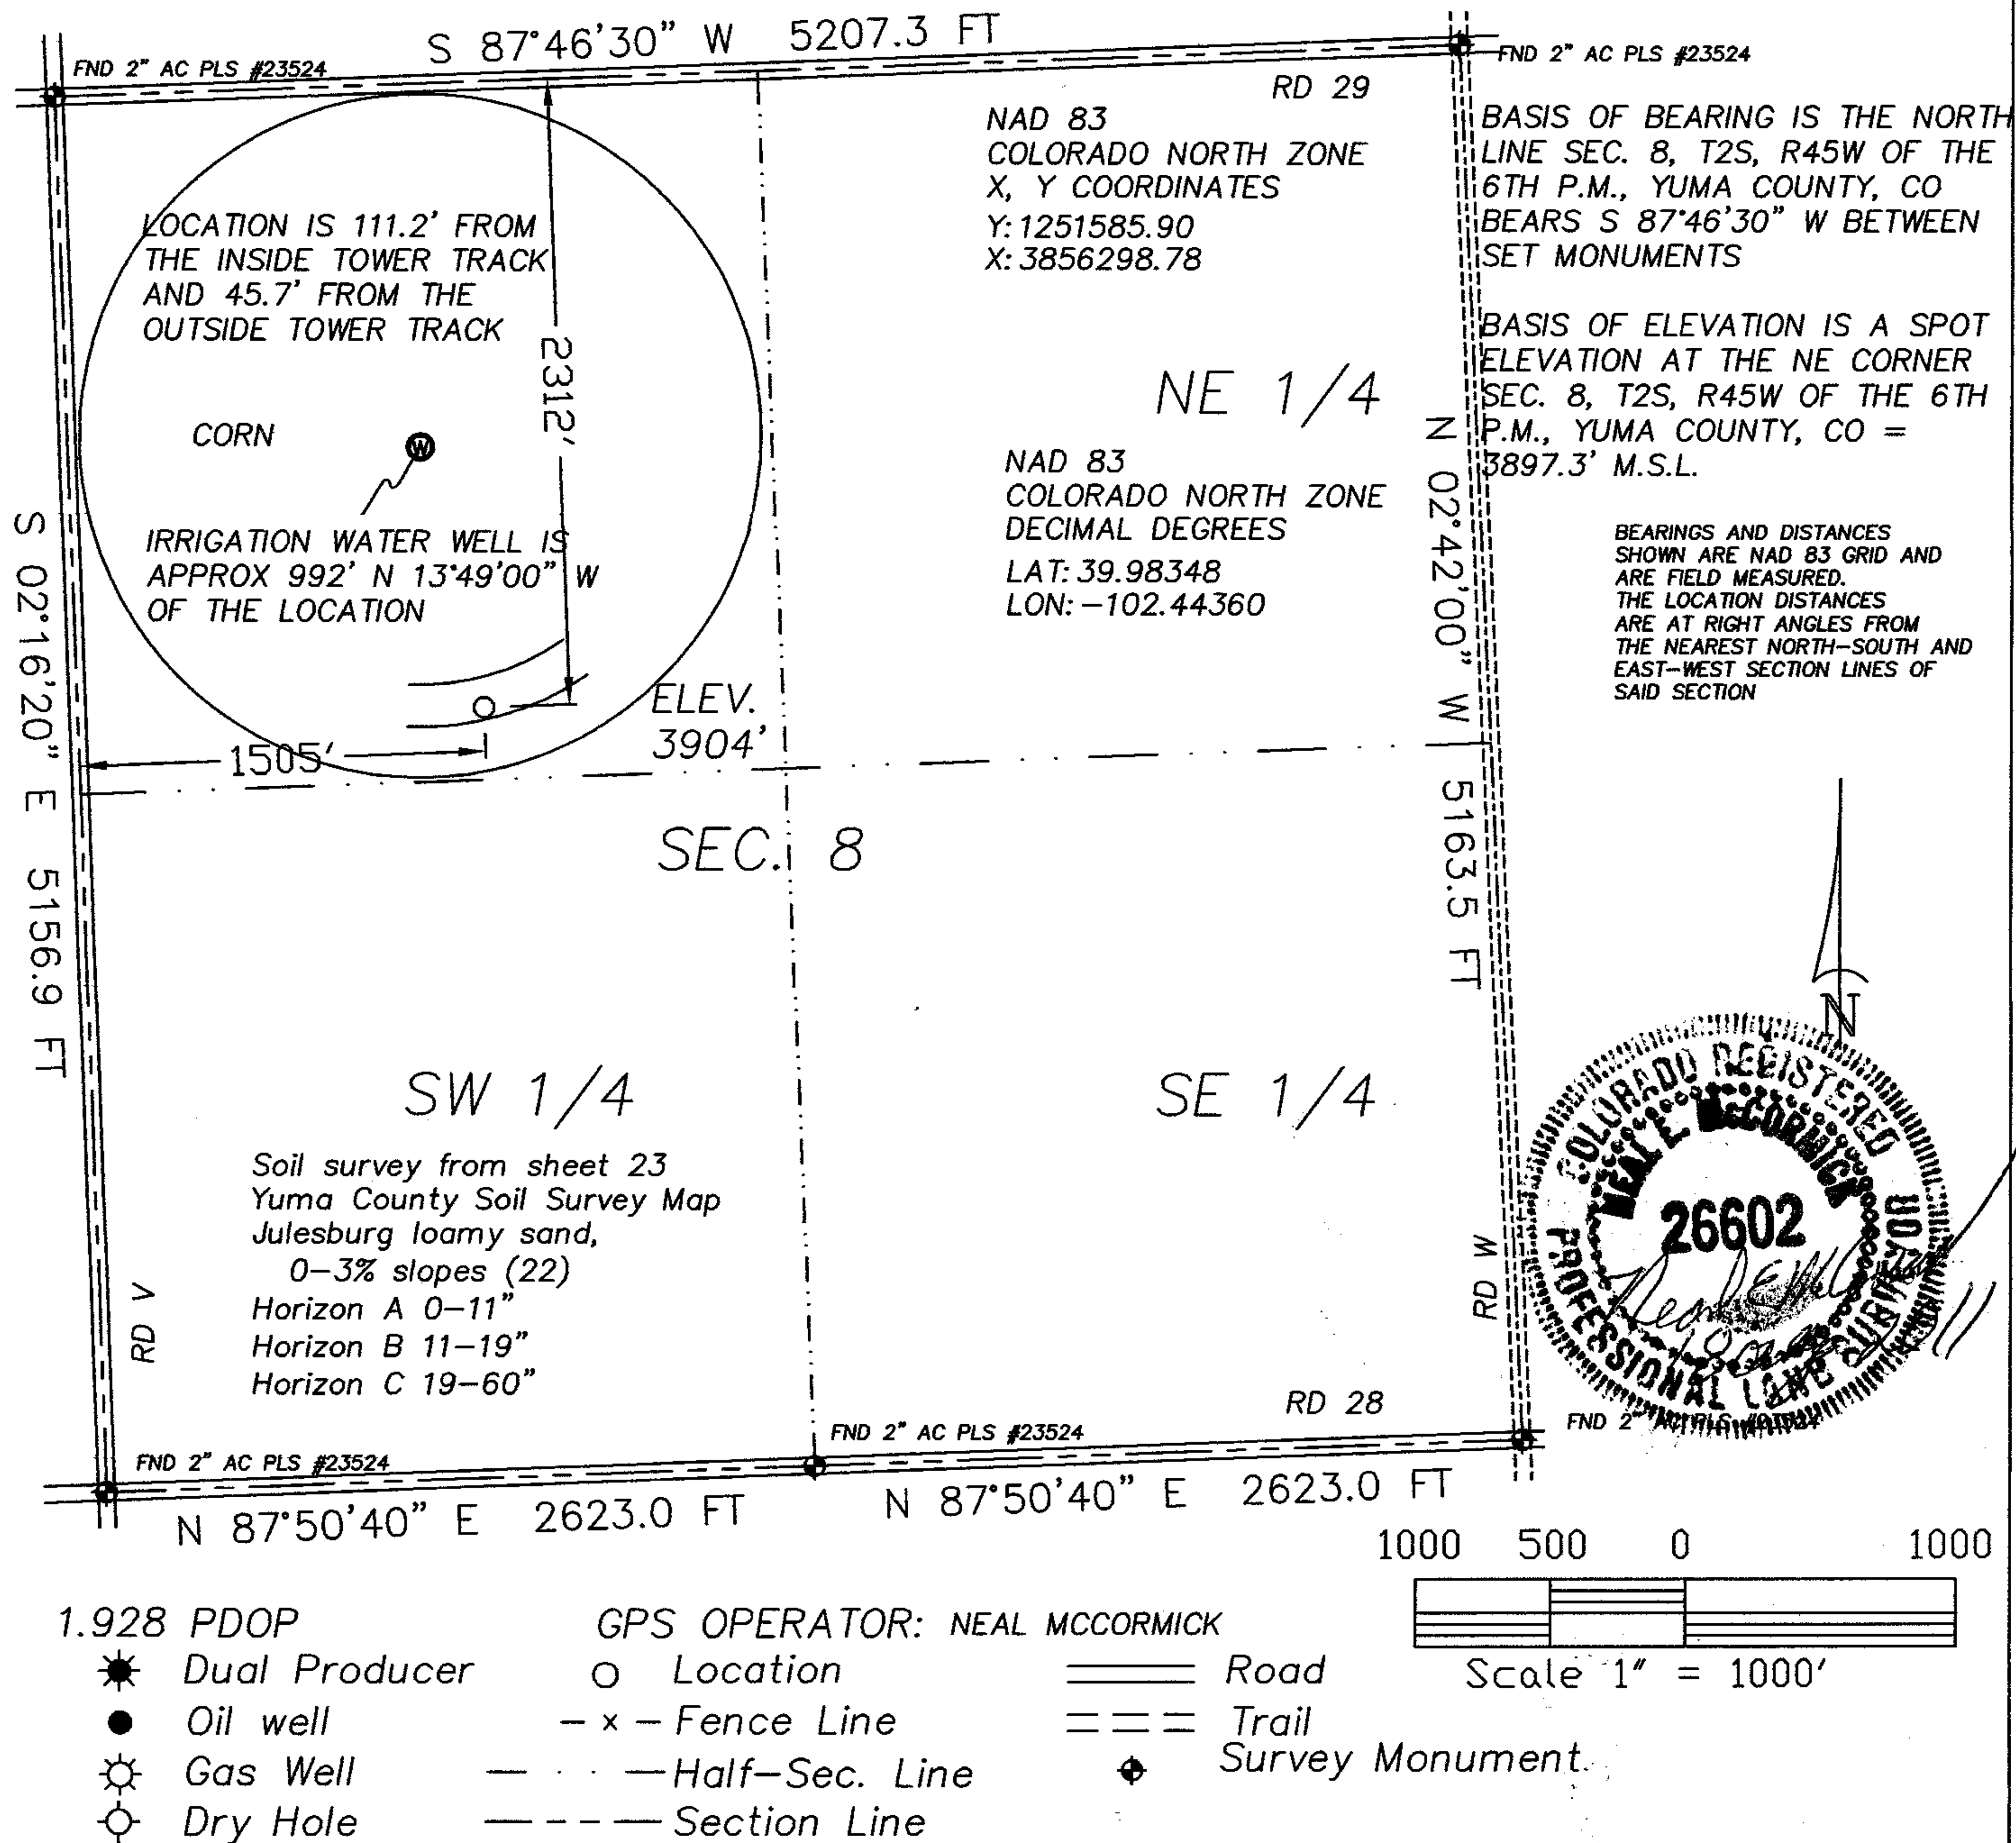 S 87°46'30" W 5207.3 FT
FND 2" AC PLS #23524
FND 2" AC PLS #23524
RD 29
NAD 83
COLORADO NORTH ZONE
X, Y COORDINATES
Y: 1251585.90
X: 3856298.78
BASIS OF BEARING IS THE NORTH
LINE SEC. 8, T2S, R45W OF THE
6TH P.M., YUMA COUNTY, CO
BEARS S 87°46'30" W BETWEEN
SET MONUMENTS
LOCATION IS 111.2' FROM
THE INSIDE TOWER TRACK
AND 45.7' FROM THE
OUTSIDE TOWER TRACK
2312'
BASIS OF ELEVATION IS A SPOT
ELEVATION AT THE NE CORNER
SEC. 8, T2S, R45W OF THE 6TH
P.M., YUMA COUNTY, CO =
3897.3' M.S.L.
NE 1/4
CORN
W
NAD 83
COLORADO NORTH ZONE
DECIMAL DEGREES
LAT: 39.98348
LON: -102.44360
N 02°42'00" W 5163.5 FT
IRRIGATION WATER WELL IS
APPROX 992' N 13°49'00" W
OF THE LOCATION
BEARINGS AND DISTANCES
SHOWN ARE NAD 83 GRID AND
ARE FIELD MEASURED.
THE LOCATION DISTANCES
ARE AT RIGHT ANGLES FROM
THE NEAREST NORTH-SOUTH AND
EAST-WEST SECTION LINES OF
SAID SECTION
S 02°16'20" E 5156.9 FT
ELEV.
3904'
1505'
SEC. 8
N
SW 1/4
SE 1/4
Soil survey from sheet 23
Yuma County Soil Survey Map
Julesburg loamy sand,
0-3% slopes (22)
Horizon A 0-11"
Horizon B 11-19"
Horizon C 19-60"
RD V
RD W
COLORADO REGISTERED
NEAL E. McCORMICK
26602
PROFESSIONAL LAND SURVEYOR
RD 28
FND 2" AC PLS
FND 2" AC PLS #23524
FND 2" AC PLS #23524
N 87°50'40" E 2623.0 FT
N 87°50'40" E 2623.0 FT
1000 500 0 1000
Scale 1" = 1000'
1.928 PDOP
GPS OPERATOR: NEAL MCCORMICK
Dual Producer
Location
Road
Oil well
- x - Fence Line
Trail
Gas Well
Half-Sec. Line
Survey Monument
Dry Hole
Section Line